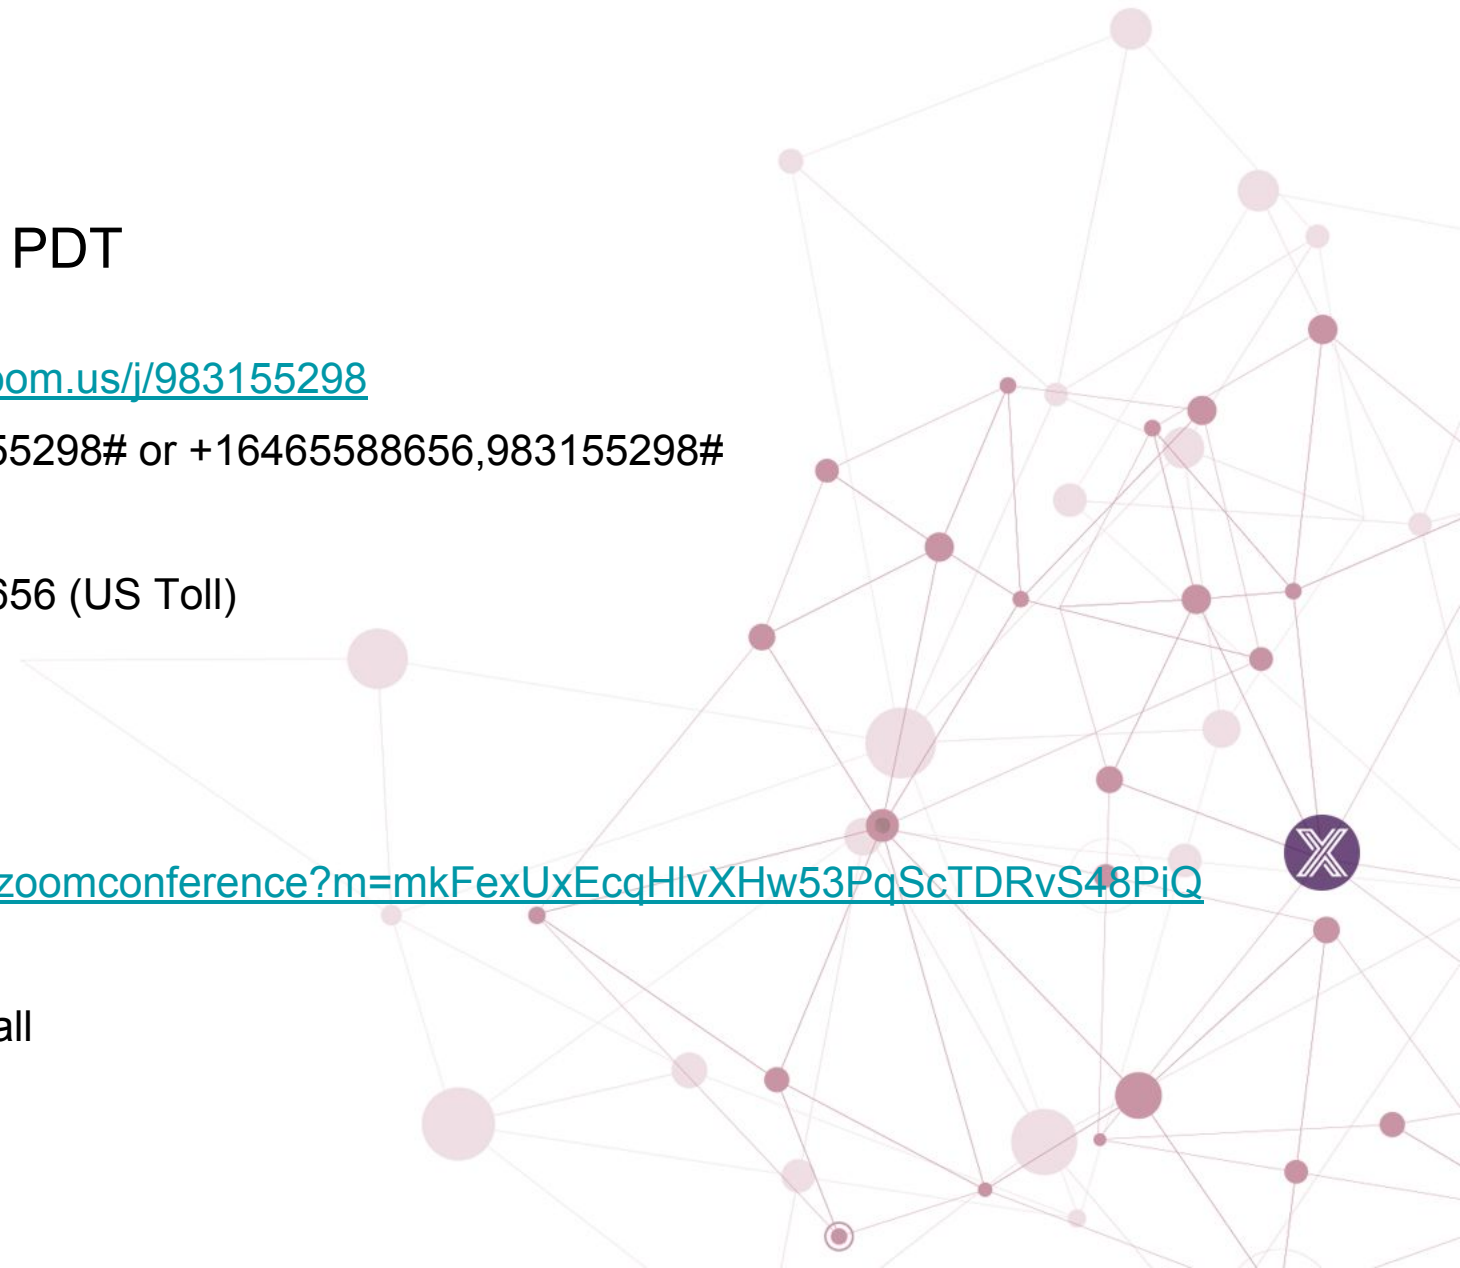 PDT
oom.us/j/983155298
55298# or +16465588656,983155298#
656 (US Toll)
zoomconference?m=mkFexUxEcqHlvXHw53PqScTDRvS48PiQ
all